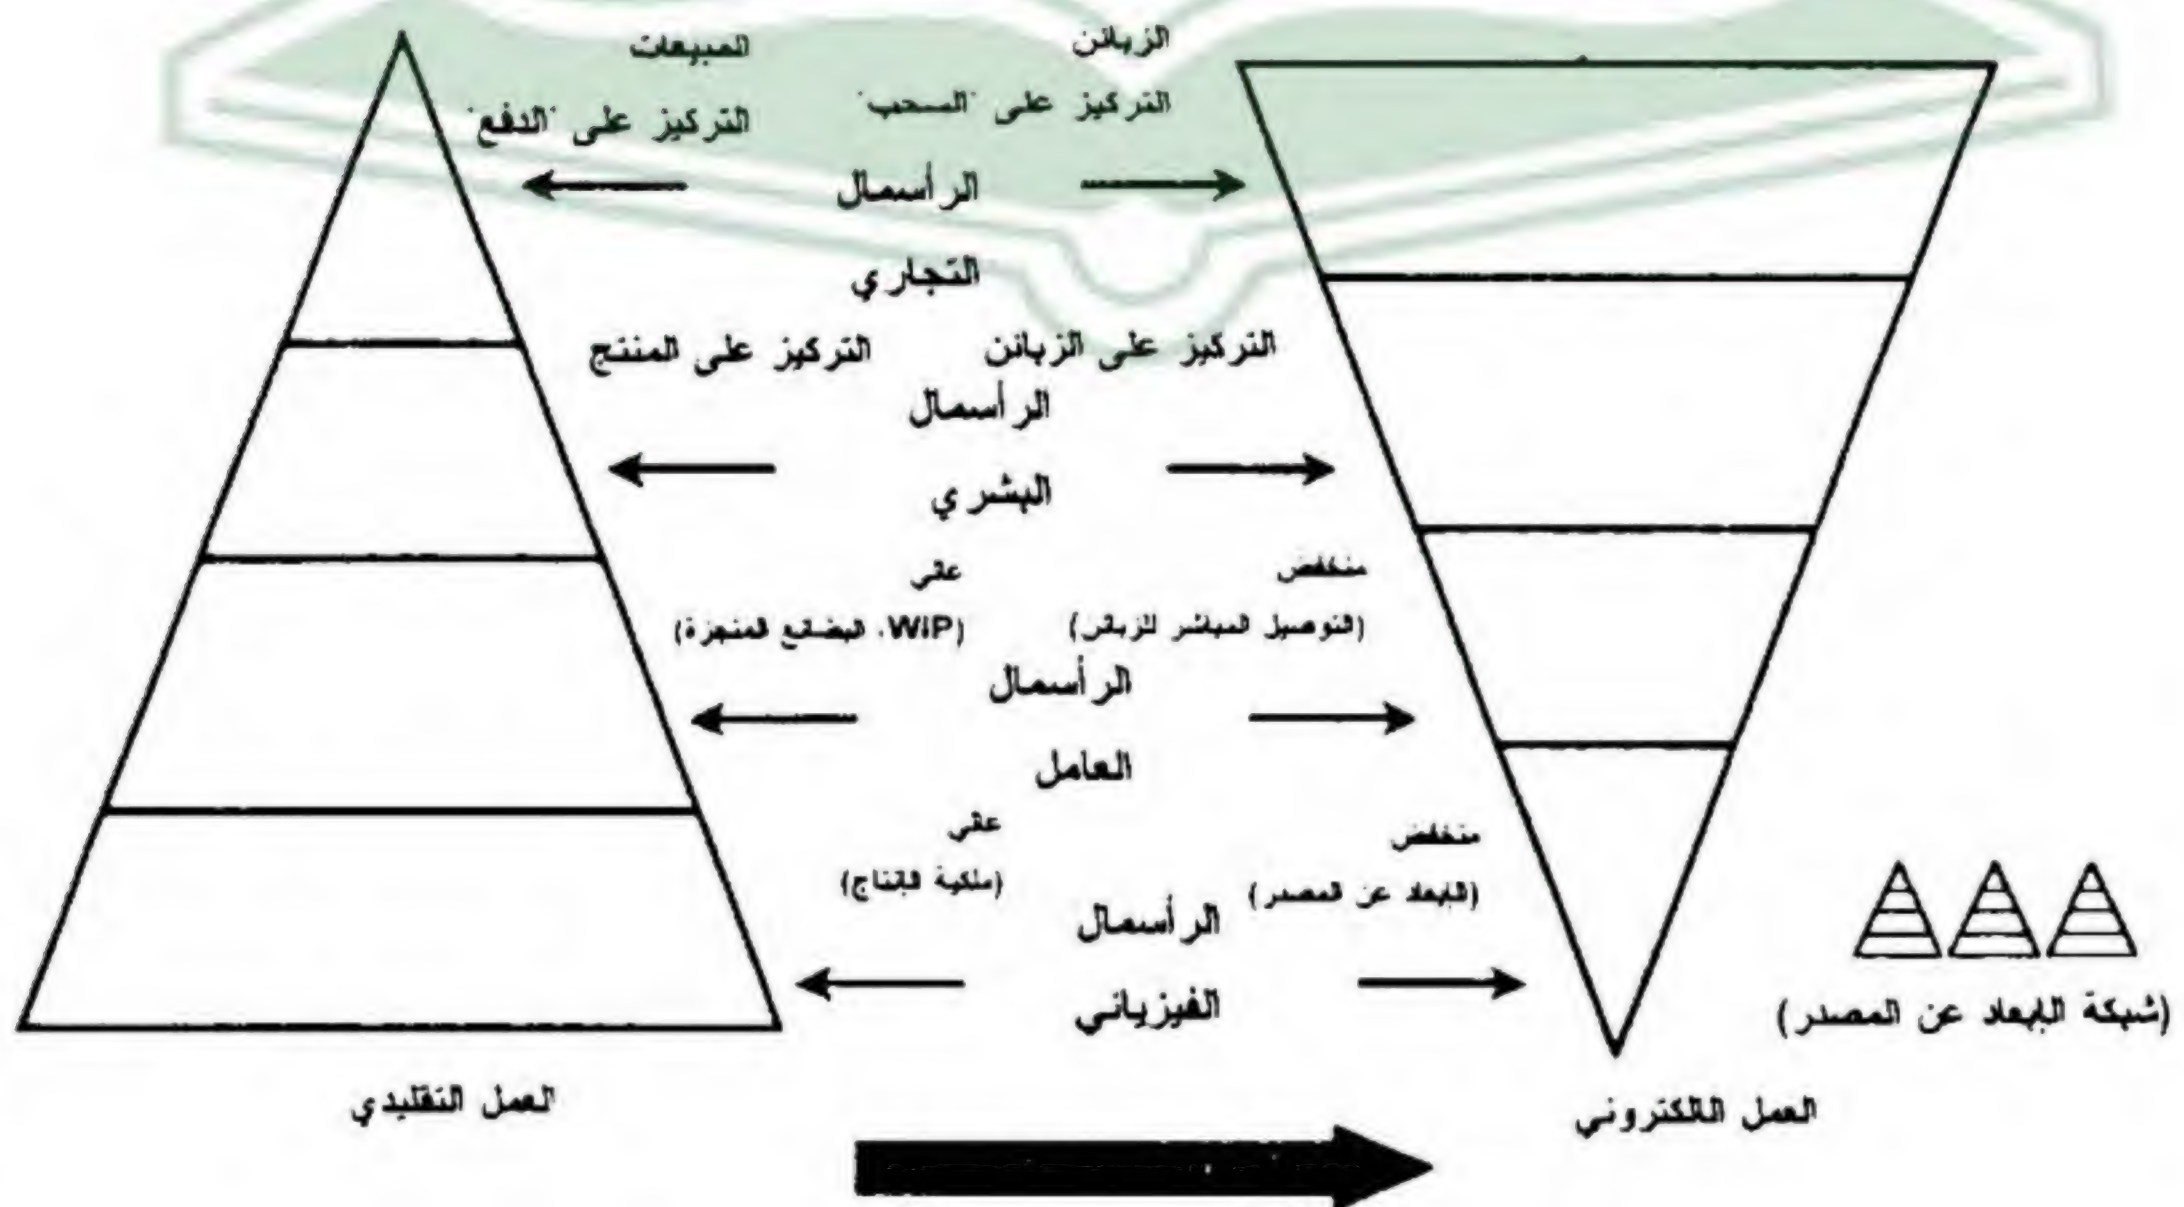 الزبائن
المبيعات
التركيز على "السحب"
التركيز على "الدفع"
الرأسمال
التجاري
التركيز على الزبائن
التركيز على المنتج
الرأسمال
البشري
منخفض
عالي
(التوصيل المباشر للزبائن)
(WIP، البضائع المنجزة)
الرأسمال
العامل
منخفض
عالي
(الإبعاد عن المصدر)
(ملكية الإنتاج)
الرأسمال
الفيزيائي
(شبكة الإبعاد عن المصدر)
العمل الالكتروني
العمل التقليدي